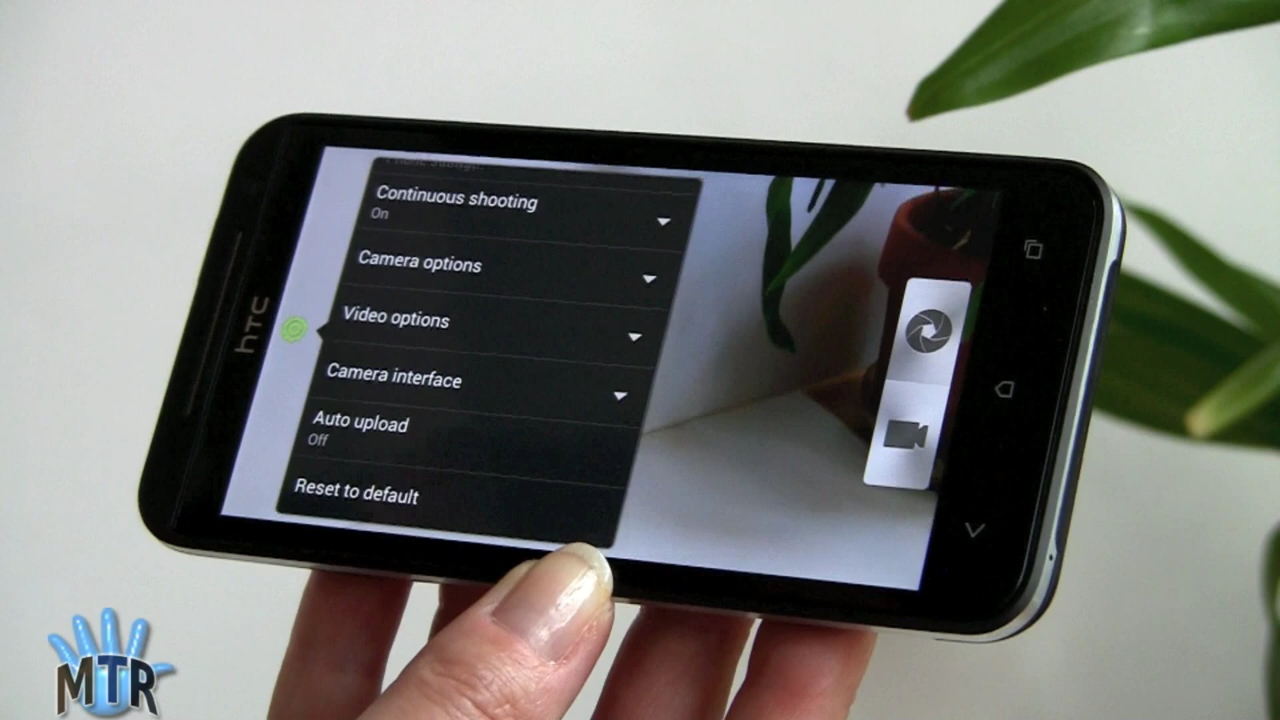 hTC
Continuous shooting
On
Camera options
Video options
Camera interface
Auto upload
Off
Reset to default
MTR